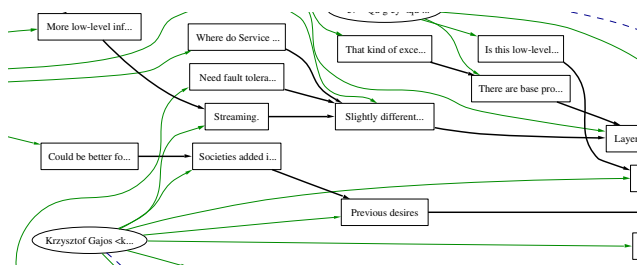 More low-level inf...
Where do Service ...
That kind of exce...
Is this low-level...
Need fault tolera...
There are base pro...
Streaming.
Slightly different...
Layer
Could be better fo...
Societies added i...
Previous desires
Krzysztof Gajos <k...